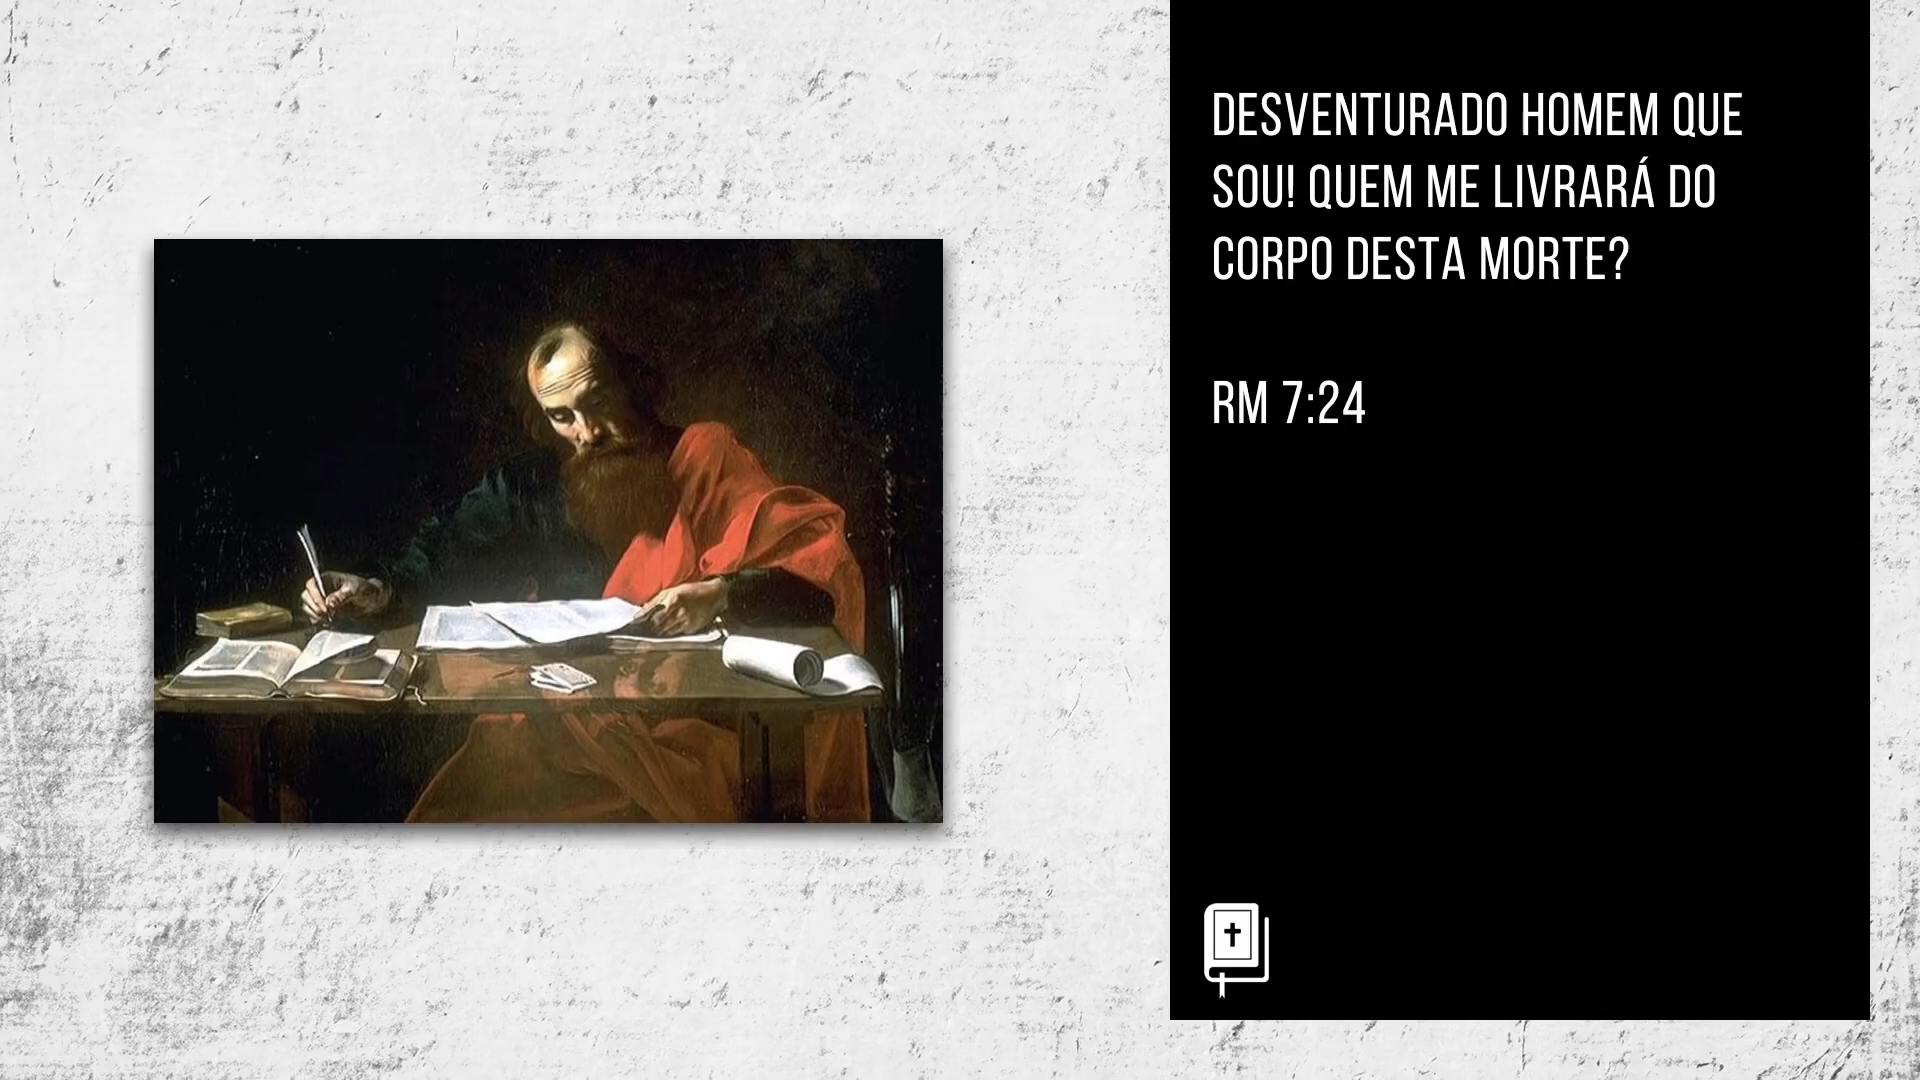 DESVENTURADO HOMEM QUE
SOU! QUEM ME LIVRARÁ DO
CORPO DESTA MORTE?
RM 7:24